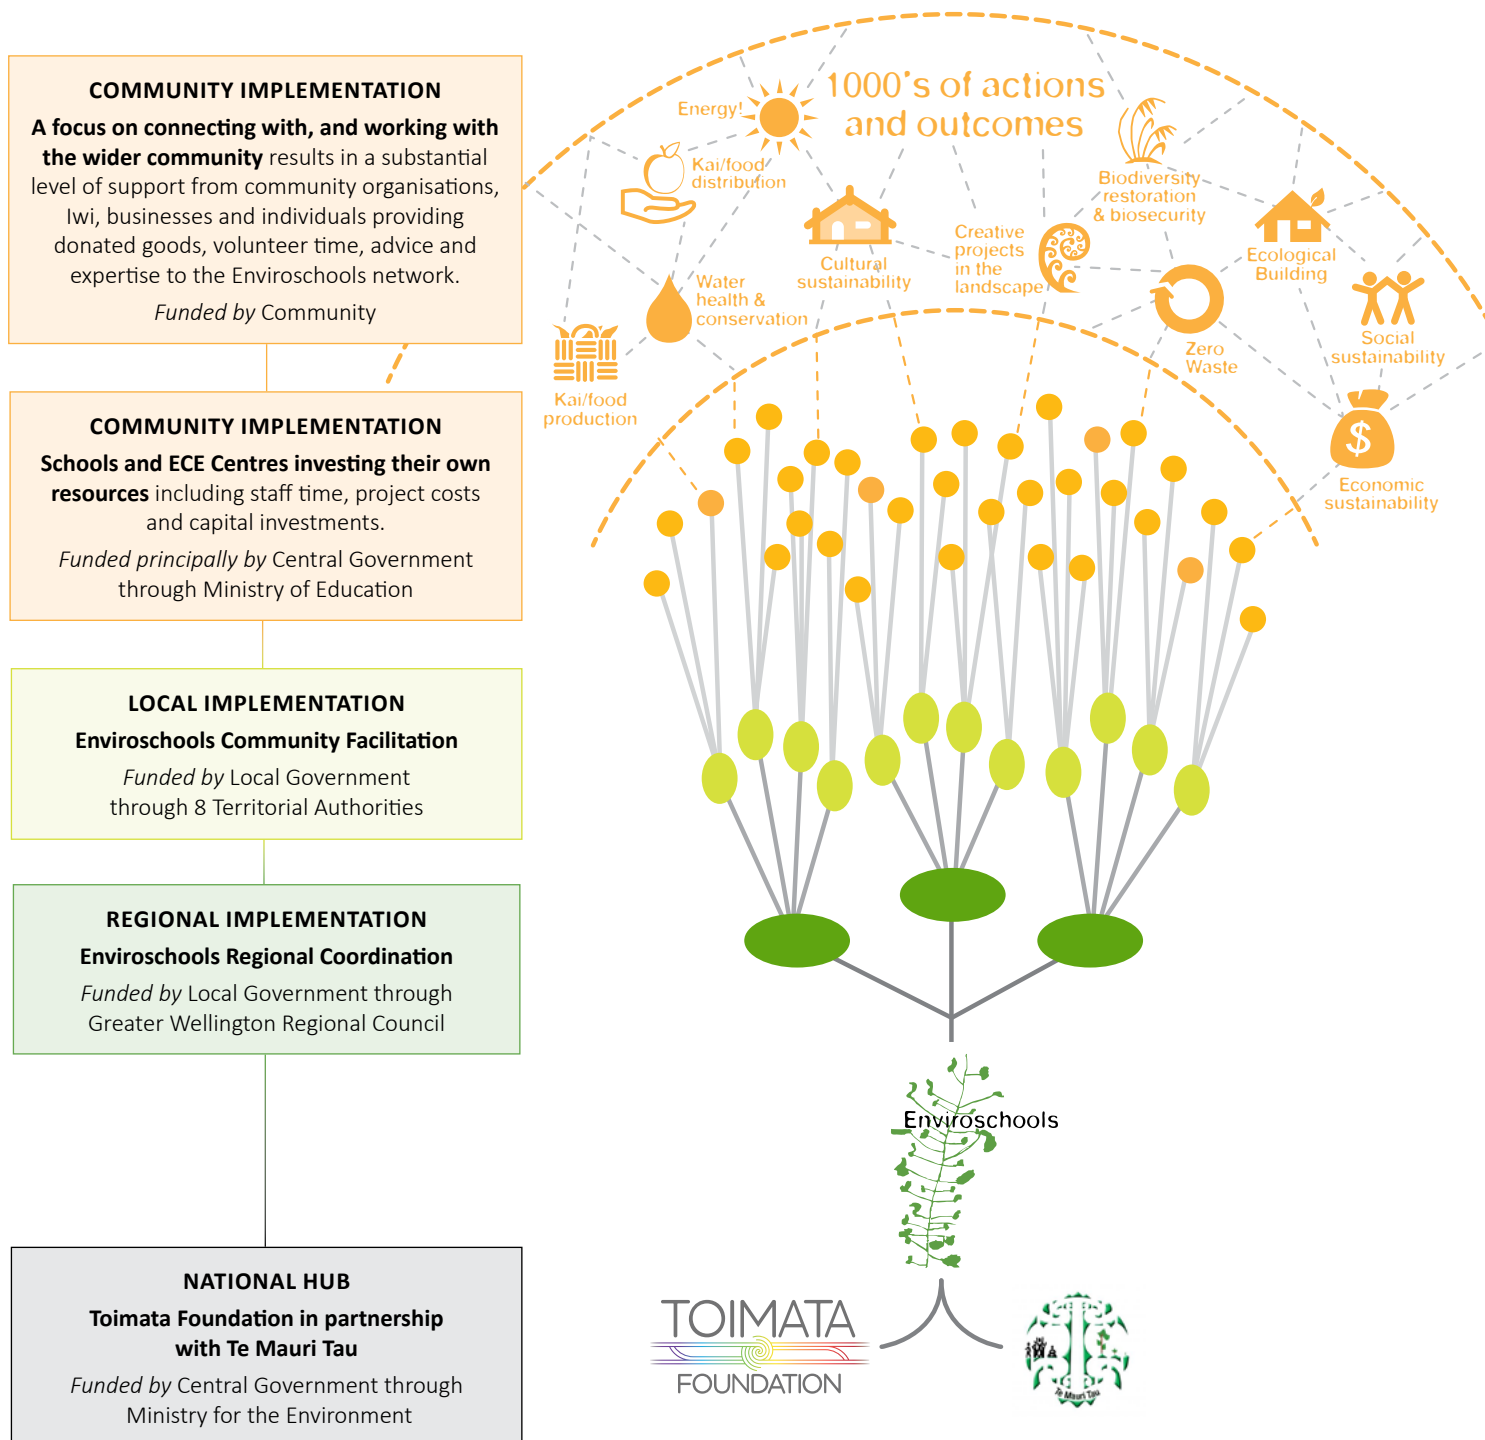 COMMUNITY IMPLEMENTATION
A focus on connecting with, and working with
the wider community results in a substantial
level of support from community organisations,
Iwi, businesses and individuals providing
donated goods, volunteer time, advice and
expertise to the Enviroschools network.
Funded by Community
COMMUNITY IMPLEMENTATION
Schools and ECE Centres investing their own
resources including staff time, project costs
and capital investments.
Funded principally by Central Government
through Ministry of Education
LOCAL IMPLEMENTATION
Enviroschools Community Facilitation
Funded by Local Government
through 8 Territorial Authorities
REGIONAL IMPLEMENTATION
Enviroschools Regional Coordination
Funded by Local Government through
Greater Wellington Regional Council
NATIONAL HUB
Toimata Foundation in partnership
with Te Mauri Tau
Funded by Central Government through
Ministry for the Environment
1000's of actions
and outcomes
Energy!
Kai/food
distribution
Biodiversity
restoration
& biosecurity
Cultural
sustainability
Creative
projects
in the
landscape
Ecological
Building
Water
health &
conservation
Kai/food
production
Zero
Waste
Social
sustainability
$
Economic
sustainability
Enviroschools
TOIMATA
FOUNDATION
Te Mauri Tau